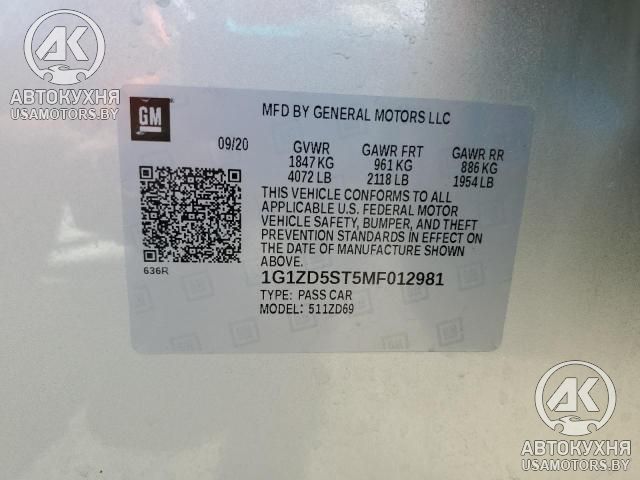 AK
АВТОКУХНЯ
USAMOTORS.BY
GM
MFD BY GENERAL MOTORS LLC
09/20
GVWR GAWR FRT GAWR RR
1847 KG 961 KG 886 KG
4072 LB 2118 LB 1954 LB
THIS VEHICLE CONFORMS TO ALL
APPLICABLE U.S. FEDERAL MOTOR
VEHICLE SAFETY, BUMPER, AND THEFT
PREVENTION STANDARDS IN EFFECT ON
THE DATE OF MANUFACTURE SHOWN
ABOVE.
636R
1G1ZD5ST5MF012981
TYPE: PASS CAR
MODEL: 511ZD69
AK
АВТОКУХНЯ
USAMOTORS.BY